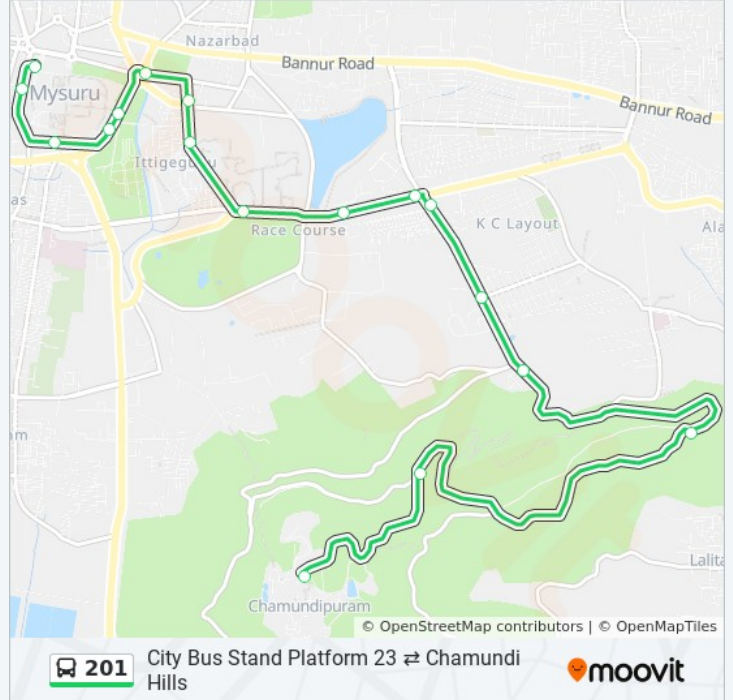 Nazarbad
Bannur Road
Mysuru
Bannur Road
Ittigegudu
as
K C Layout
Ala
Race Course
m
Lalita
Chamundipuram
© OpenStreetMap contributors | © OpenMapTiles
201
City Bus Stand Platform 23 ⇄ Chamundi
Hills
moovit